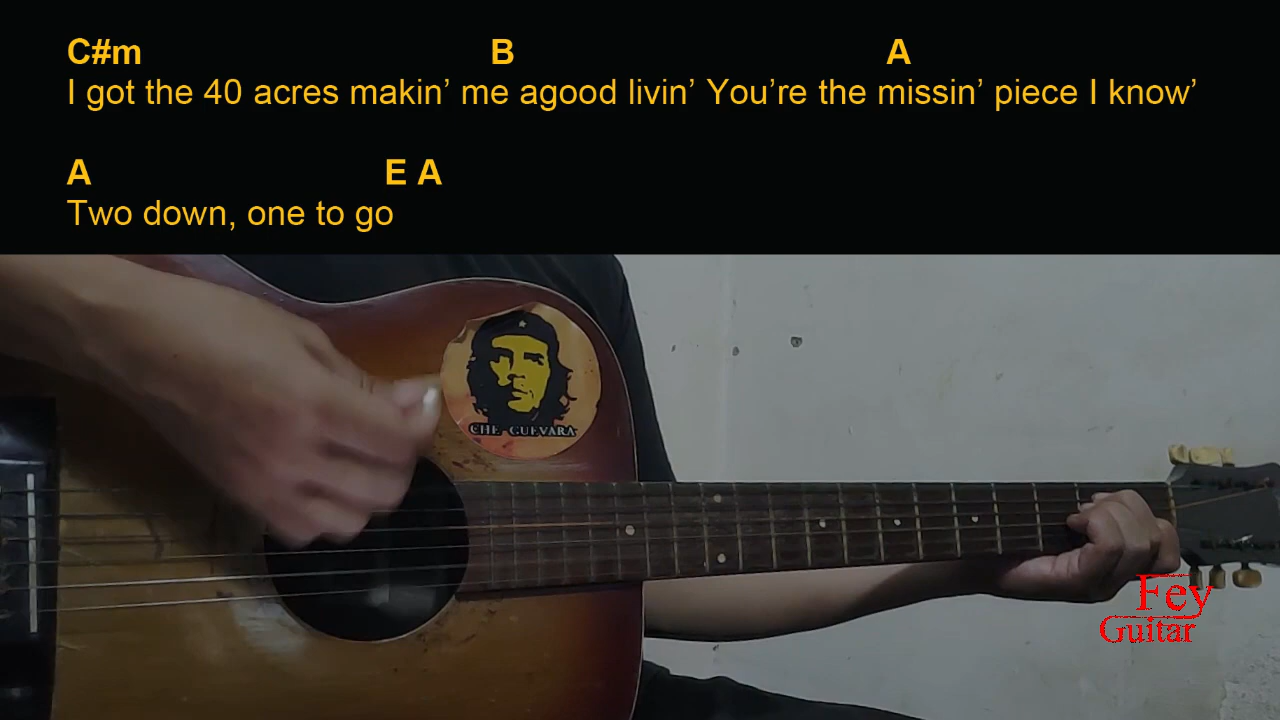 C#m B A
I got the 40 acres makin’ me agood livin’ You’re the missin’ piece I know’
A E A
Two down, one to go
CHE GUEVARA
Fey
Guitar